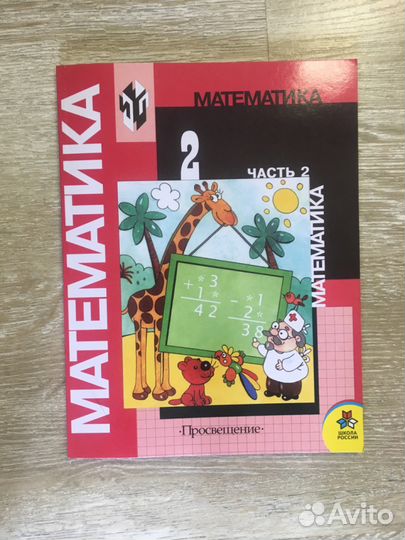 МАТЕМАТИКА
МАТЕМАТИКА
2
ЧАСТЬ 2
МАТЕМАТИКА
*3
+1*
42
*1
-2*
38
·Просвещение·
ШКОЛА
РОССИИ
Avito